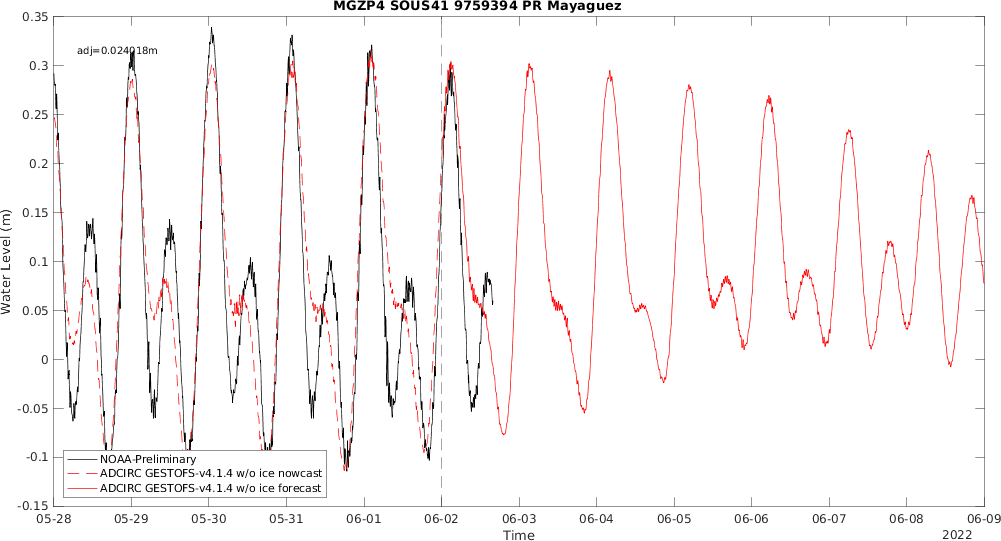 MGZP4 SOUS41 9759394 PR Mayaguez
adj=0.024018m
0.35
0.3
0.25
0.2
0.15
0.1
0.05
0
-0.05
-0.1
-0.15
Water Level (m)
NOAA-Preliminary
ADCIRC GESTOFS-v4.1.4 w/o ice nowcast
ADCIRC GESTOFS-v4.1.4 w/o ice forecast
05-28 05-29 05-30 05-31 06-01 06-02 06-03 06-04 06-05 06-06 06-07 06-08 06-09
Time
2022